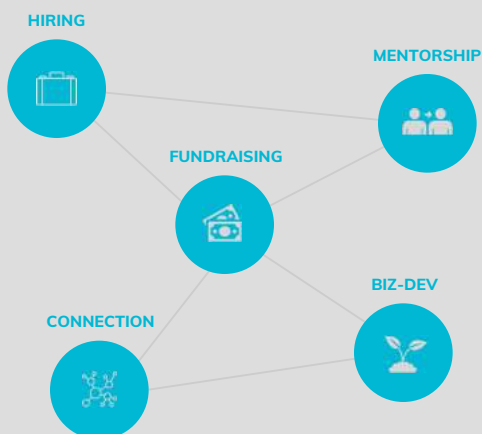 HIRING
MENTORSHIP
FUNDRAISING
BIZ-DEV
CONNECTION